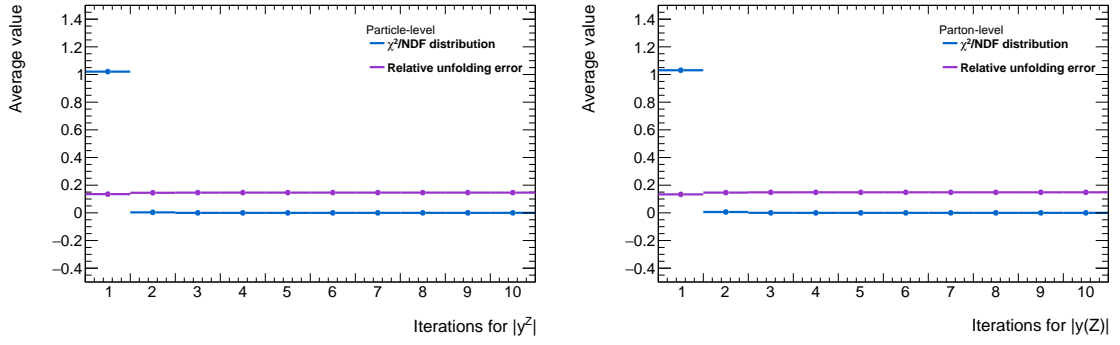 Average value
1.4
1.2
1
0.8
0.6
0.4
0.2
0
−0.2
−0.4
Particle-level
χ²/NDF distribution
Relative unfolding error
1 2 3 4 5 6 7 8 9 10
Iterations for |y^Z|
Average value
1.4
1.2
1
0.8
0.6
0.4
0.2
0
−0.2
−0.4
Parton-level
χ²/NDF distribution
Relative unfolding error
1 2 3 4 5 6 7 8 9 10
Iterations for |y(Z)|